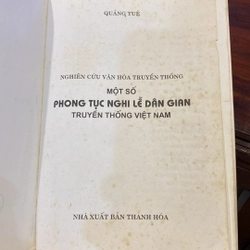 QUẢNG TUỆ
NGHIÊN CỨU VĂN HÓA TRUYỀN THỐNG
MỘT SỐ
PHONG TỤC NGHI LỄ DÂN GIAN
TRUYỀN THỐNG VIỆT NAM
NHÀ XUẤT BẢN THANH HÓA